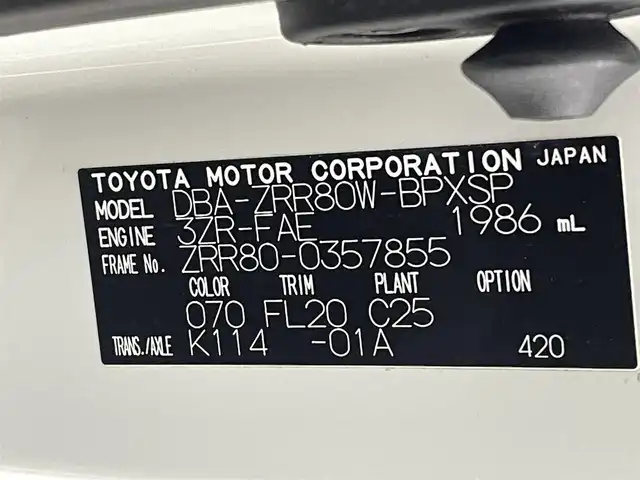 TOYOTA MOTOR CORPORATION JAPAN
MODEL DBA-ZRR80W-BPXSP
ENGINE 3ZR-FAE 1986 mL
FRAME No. ZRR80-0357855
COLOR TRIM PLANT OPTION
070 FL20 C25
TRANS./AXLE K114 -01A 420